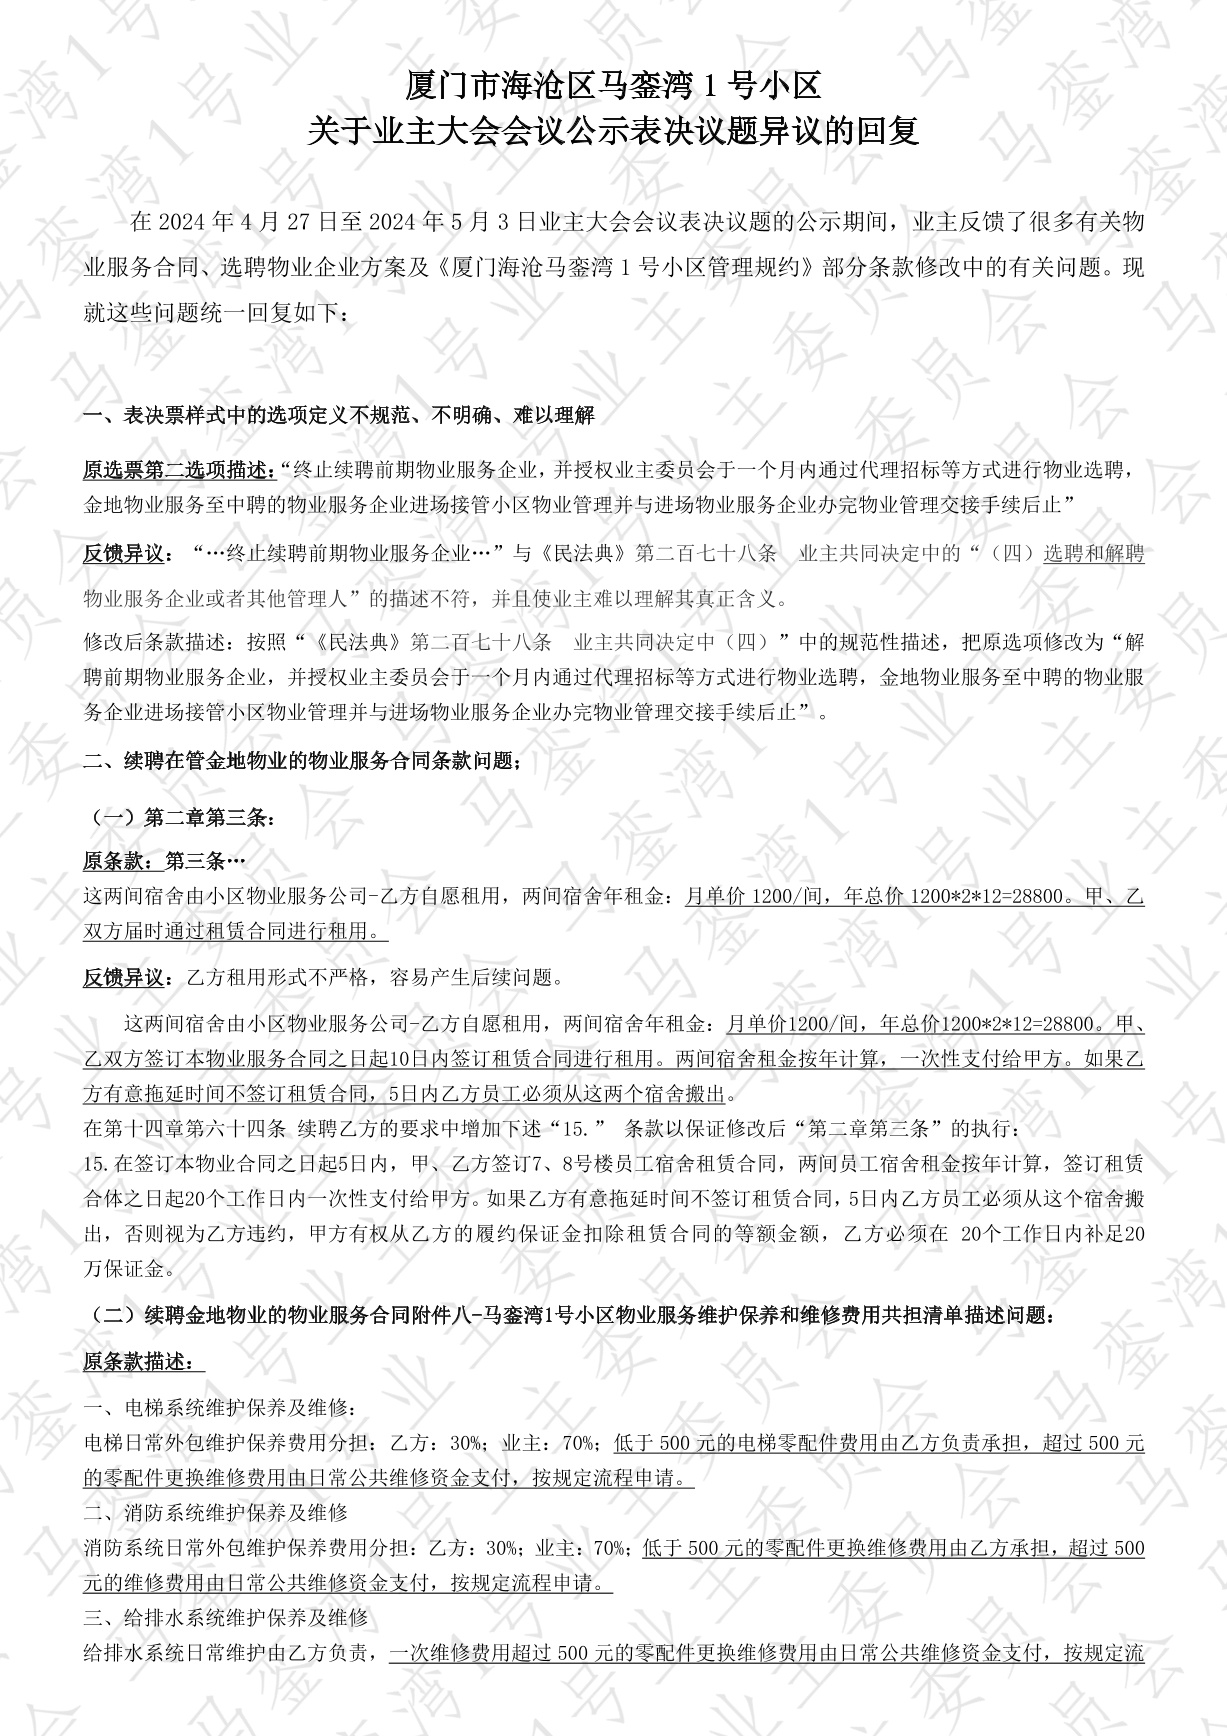 厦门市海沧区马銮湾 1 号小区
关于业主大会会议公示表决议题异议的回复
在 2024 年 4 月 27 日至 2024 年 5 月 3 日业主大会会议表决议题的公示期间，业主反馈了很多有关物
业服务合同、选聘物业企业方案及《厦门海沧马銮湾 1 号小区管理规约》部分条款修改中的有关问题。现
就这些问题统一回复如下：
一、表决票样式中的选项定义不规范、不明确、难以理解
原选票第二选项描述：“终止续聘前期物业服务企业，并授权业主委员会于一个月内通过代理招标等方式进行物业选聘，
金地物业服务至中聘的物业服务企业进场接管小区物业管理并与进场物业服务企业办完物业管理交接手续后止”
反馈异议：“…终止续聘前期物业服务企业…”与《民法典》第二百七十八条　业主共同决定中的“（四）选聘和解聘
物业服务企业或者其他管理人”的描述不符，并且使业主难以理解其真正含义。
修改后条款描述：按照“《民法典》第二百七十八条　业主共同决定中（四）”中的规范性描述，把原选项修改为“解
聘前期物业服务企业，并授权业主委员会于一个月内通过代理招标等方式进行物业选聘，金地物业服务至中聘的物业服
务企业进场接管小区物业管理并与进场物业服务企业办完物业管理交接手续后止”。
二、续聘在管金地物业的物业服务合同条款问题；
（一）第二章第三条：
原条款：第三条…
这两间宿舍由小区物业服务公司-乙方自愿租用，两间宿舍年租金：月单价 1200/间，年总价 1200*2*12=28800。甲、乙
双方届时通过租赁合同进行租用。
反馈异议：乙方租用形式不严格，容易产生后续问题。
这两间宿舍由小区物业服务公司-乙方自愿租用，两间宿舍年租金：月单价1200/间，年总价1200*2*12=28800。甲、
乙双方签订本物业服务合同之日起10日内签订租赁合同进行租用。两间宿舍租金按年计算，一次性支付给甲方。如果乙
方有意拖延时间不签订租赁合同，5日内乙方员工必须从这两个宿舍搬出。
在第十四章第六十四条 续聘乙方的要求中增加下述“15.” 条款以保证修改后“第二章第三条”的执行：
15.在签订本物业合同之日起5日内，甲、乙方签订7、8号楼员工宿舍租赁合同，两间员工宿舍租金按年计算，签订租赁
合体之日起20个工作日内一次性支付给甲方。如果乙方有意拖延时间不签订租赁合同，5日内乙方员工必须从这个宿舍搬
出，否则视为乙方违约，甲方有权从乙方的履约保证金扣除租赁合同的等额金额，乙方必须在 20个工作日内补足20
万保证金。
（二）续聘金地物业的物业服务合同附件八-马銮湾1号小区物业服务维护保养和维修费用共担清单描述问题：
原条款描述：
一、电梯系统维护保养及维修：
电梯日常外包维护保养费用分担：乙方：30%；业主：70%；低于 500 元的电梯零配件费用由乙方负责承担，超过 500 元
的零配件更换维修费用由日常公共维修资金支付，按规定流程申请。
二、消防系统维护保养及维修
消防系统日常外包维护保养费用分担：乙方：30%；业主：70%；低于 500 元的零配件更换维修费用由乙方承担，超过 500
元的维修费用由日常公共维修资金支付，按规定流程申请。
三、给排水系统维护保养及维修
给排水系统日常维护由乙方负责，一次维修费用超过 500 元的零配件更换维修费用由日常公共维修资金支付，按规定流